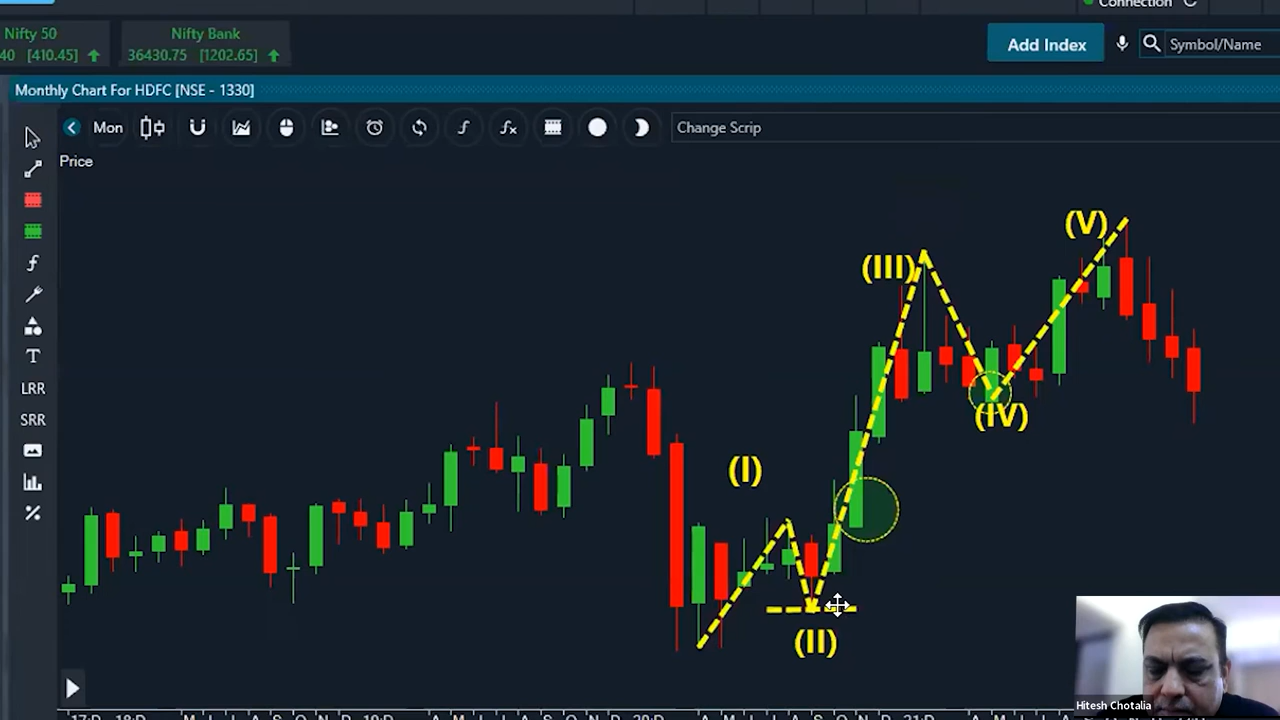 Connection
Nifty 50
Nifty Bank
40 [410.45]
36430.75 [1202.65]
Add Index
Symbol/Name
Monthly Chart For HDFC [NSE - 1330]
Mon
Change Scrip
Price
(V)
(III)
LRR
(IV)
SRR
(I)
(II)
Hitesh Chotalia